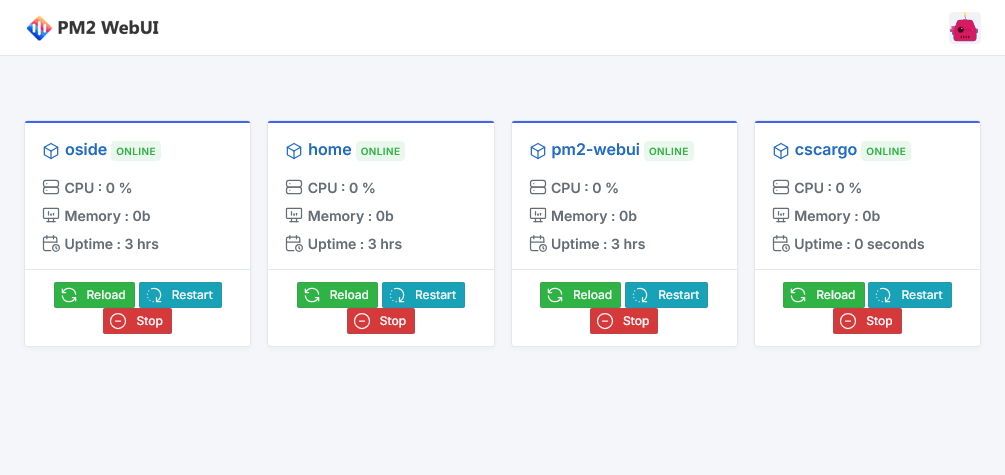 PM2 WebUI
oside ONLINE
CPU : 0 %
Memory : 0b
Uptime : 3 hrs
Reload Restart
Stop
home ONLINE
CPU : 0 %
Memory : 0b
Uptime : 3 hrs
Reload Restart
Stop
pm2-webui ONLINE
CPU : 0 %
Memory : 0b
Uptime : 3 hrs
Reload Restart
Stop
cscargo ONLINE
CPU : 0 %
Memory : 0b
Uptime : 0 seconds
Reload Restart
Stop